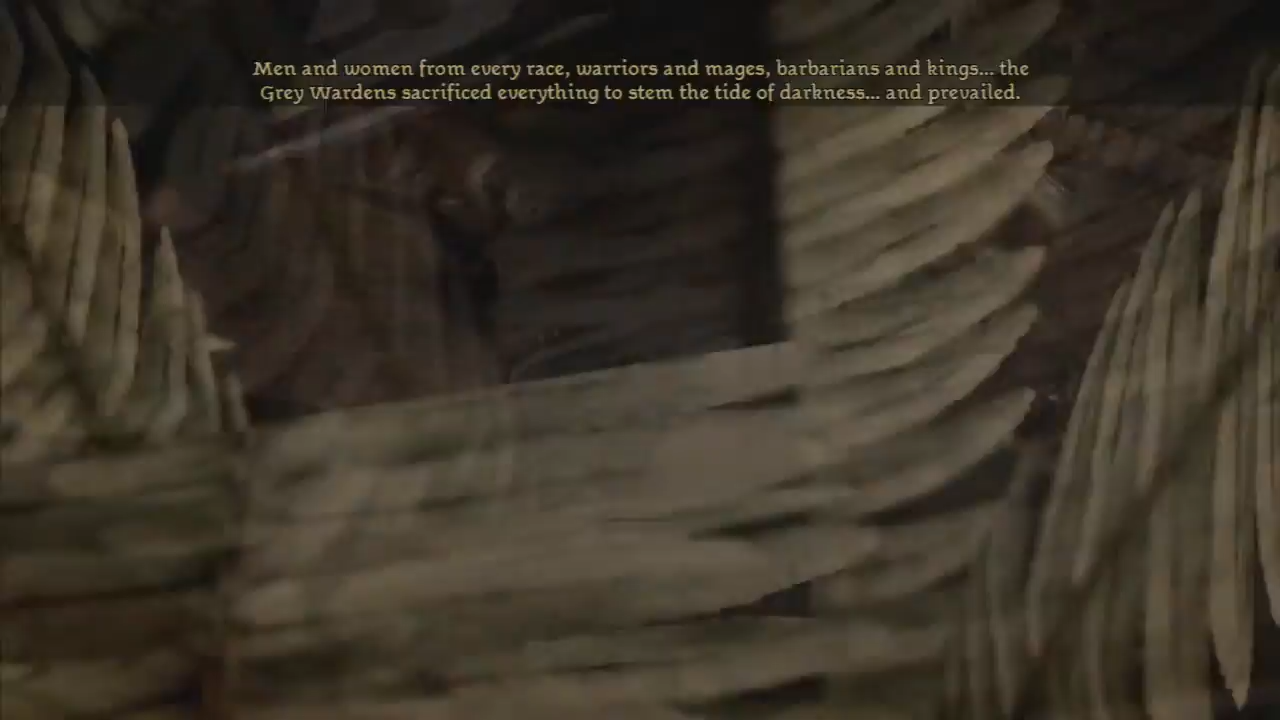 Men and women from every race, warriors and mages, barbarians and kings... the
Grey Wardens sacrificed everything to stem the tide of darkness... and prevailed.